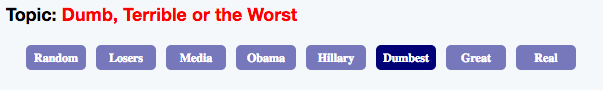 Topic: Dumb, Terrible or the Worst
Random Losers Media Obama Hillary Dumbest Great Real